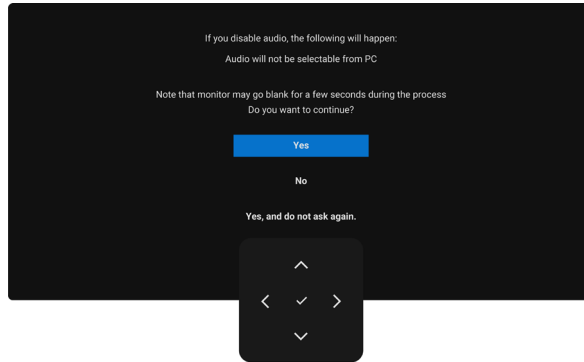 If you disable audio, the following will happen:
Audio will not be selectable from PC
Note that monitor may go blank for a few seconds during the process
Do you want to continue?
Yes
No
Yes, and do not ask again.